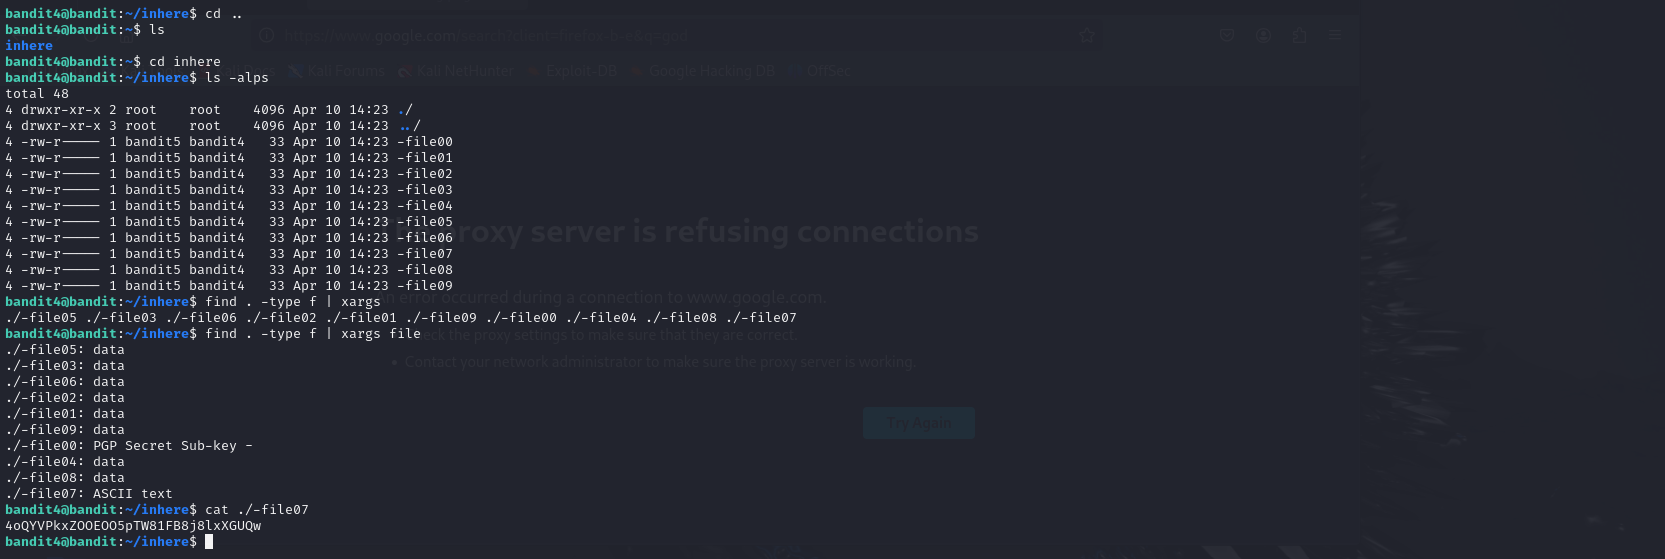 bandit4@bandit:~/inhere$ cd ..
bandit4@bandit:~$ ls
inhere
bandit4@bandit:~$ cd inhere
bandit4@bandit:~/inhere$ ls -alps
total 48
4 drwxr-xr-x 2 root    root    4096 Apr 10 14:23 ./
4 drwxr-xr-x 3 root    root    4096 Apr 10 14:23 ../
4 -rw-r----- 1 bandit5 bandit4   33 Apr 10 14:23 -file00
4 -rw-r----- 1 bandit5 bandit4   33 Apr 10 14:23 -file01
4 -rw-r----- 1 bandit5 bandit4   33 Apr 10 14:23 -file02
4 -rw-r----- 1 bandit5 bandit4   33 Apr 10 14:23 -file03
4 -rw-r----- 1 bandit5 bandit4   33 Apr 10 14:23 -file04
4 -rw-r----- 1 bandit5 bandit4   33 Apr 10 14:23 -file05
4 -rw-r----- 1 bandit5 bandit4   33 Apr 10 14:23 -file06
4 -rw-r----- 1 bandit5 bandit4   33 Apr 10 14:23 -file07
4 -rw-r----- 1 bandit5 bandit4   33 Apr 10 14:23 -file08
4 -rw-r----- 1 bandit5 bandit4   33 Apr 10 14:23 -file09
bandit4@bandit:~/inhere$ find . -type f | xargs
./-file05 ./-file03 ./-file06 ./-file02 ./-file01 ./-file09 ./-file00 ./-file04 ./-file08 ./-file07
bandit4@bandit:~/inhere$ find . -type f | xargs file
./-file05: data
./-file03: data
./-file06: data
./-file02: data
./-file01: data
./-file09: data
./-file00: PGP Secret Sub-key -
./-file04: data
./-file08: data
./-file07: ASCII text
bandit4@bandit:~/inhere$ cat ./-file07
4oQYVPkxZOOEOO5pTW81FB8j8lxXGUQw
bandit4@bandit:~/inhere$
Kali Forums
Kali NetHunter
Exploit-DB
Google Hacking DB
OffSec
proxy server is refusing connections
An error occurred during a connection to www.google.com.
Check the proxy settings to make sure that they are correct.
• Contact your network administrator to make sure the proxy server is working.
Try Again